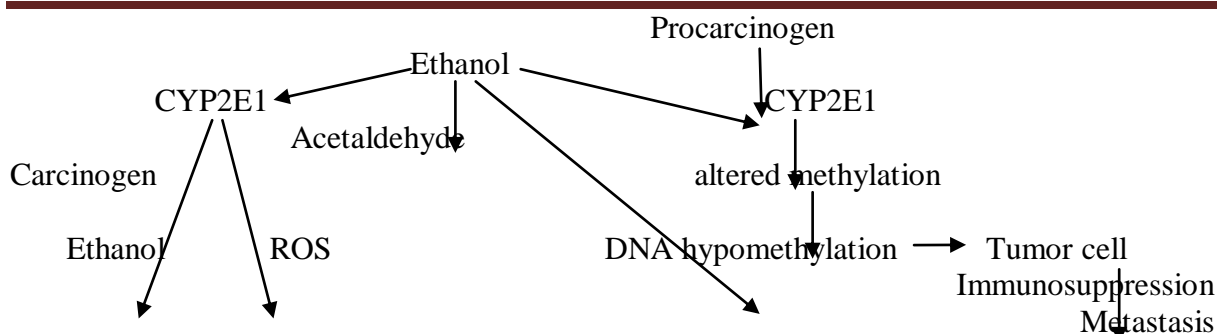 Procarcinogen
Ethanol
CYP2E1 CYP2E1
Acetaldehyde
Carcinogen altered methylation
Ethanol ROS DNA hypomethylation Tumor cell
Immunosuppression
Metastasis